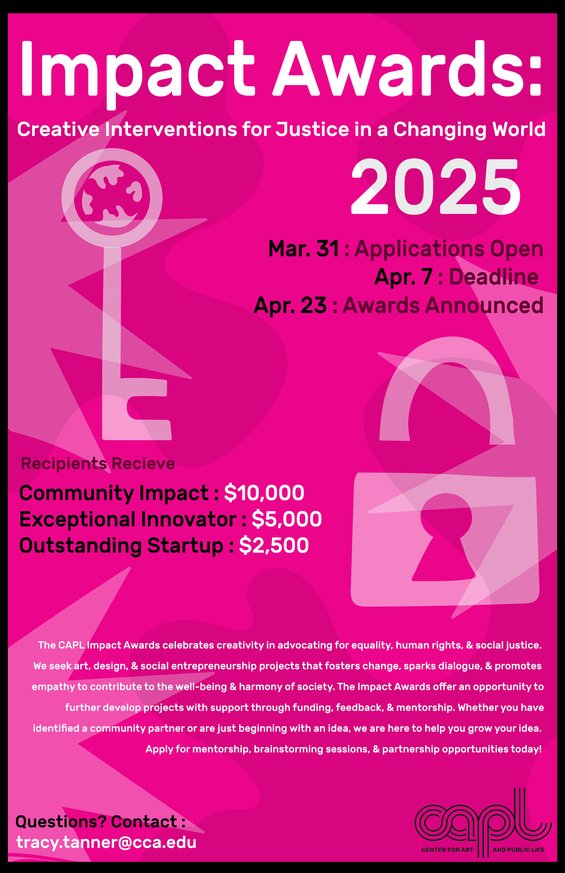 Impact Awards:
Creative Interventions for Justice in a Changing World
2025
Mar. 31 : Applications Open
Apr. 7 : Deadline
Apr. 23 : Awards Announced
Recipients Recieve
Community Impact : $10,000
Exceptional Innovator : $5,000
Outstanding Startup : $2,500
The CAPL Impact Awards celebrates creativity in advocating for equality, human rights, & social justice.
We seek art, design, & social entrepreneurship projects that fosters change, sparks dialogue, & promotes
empathy to contribute to the well-being & harmony of society. The Impact Awards offer an opportunity to
further develop projects with support through funding, feedback, & mentorship. Whether you have
identified a community partner or are just beginning with an idea, we are here to help you grow your idea.
Apply for mentorship, brainstorming sessions, & partnership opportunities today!
Questions? Contact :
tracy.tanner@cca.edu
capl
CENTER FOR ART AND PUBLIC LIFE